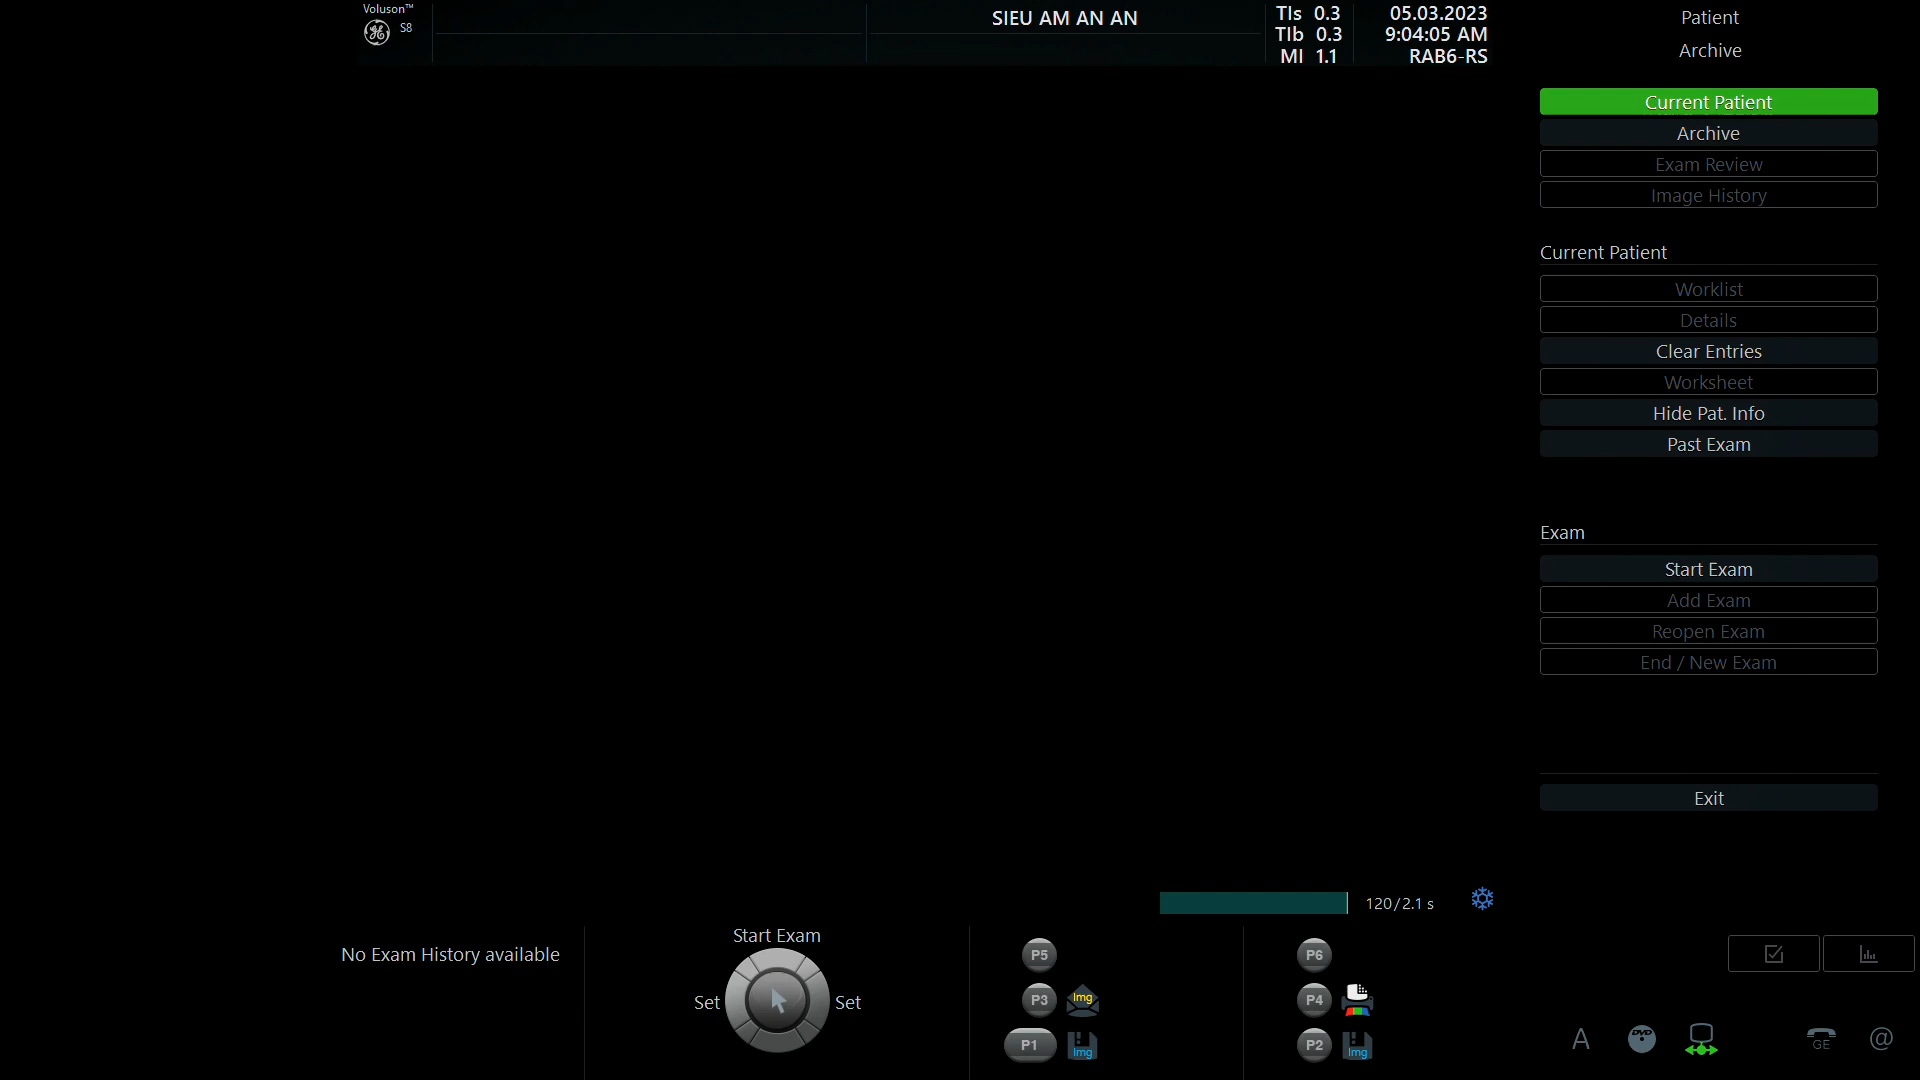 Voluson™
S8
SIEU AM AN AN
TIs 0.3
TIb 0.3
MI 1.1
05.03.2023
9:04:05 AM
RAB6-RS
Patient
Archive
Current Patient
Archive
Exam Review
Image History
Current Patient
Worklist
Details
Clear Entries
Worksheet
Hide Pat. Info
Past Exam
Exam
Start Exam
Add Exam
Reopen Exam
End / New Exam
Exit
120/2.1 s
No Exam History available
Start Exam
Set
Set
P5
P3
Img
P1
Img
P6
P4
P2
Img
A
DVD
GE
@